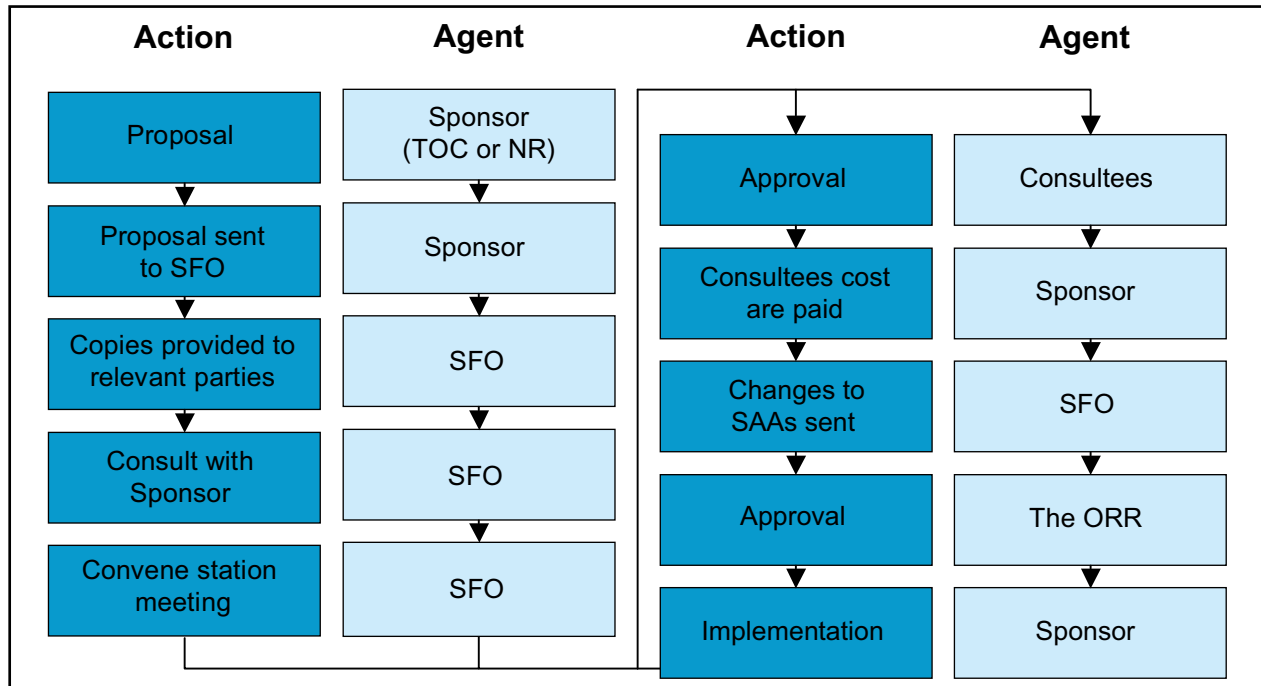 Action
Agent
Action
Agent
Proposal
Sponsor
(TOC or NR)
Proposal sent
to SFO
Sponsor
Copies provided to
relevant parties
SFO
Consult with
Sponsor
SFO
Convene station
meeting
SFO
Approval
Consultees
Consultees cost
are paid
Sponsor
Changes to
SAAs sent
SFO
Approval
The ORR
Implementation
Sponsor